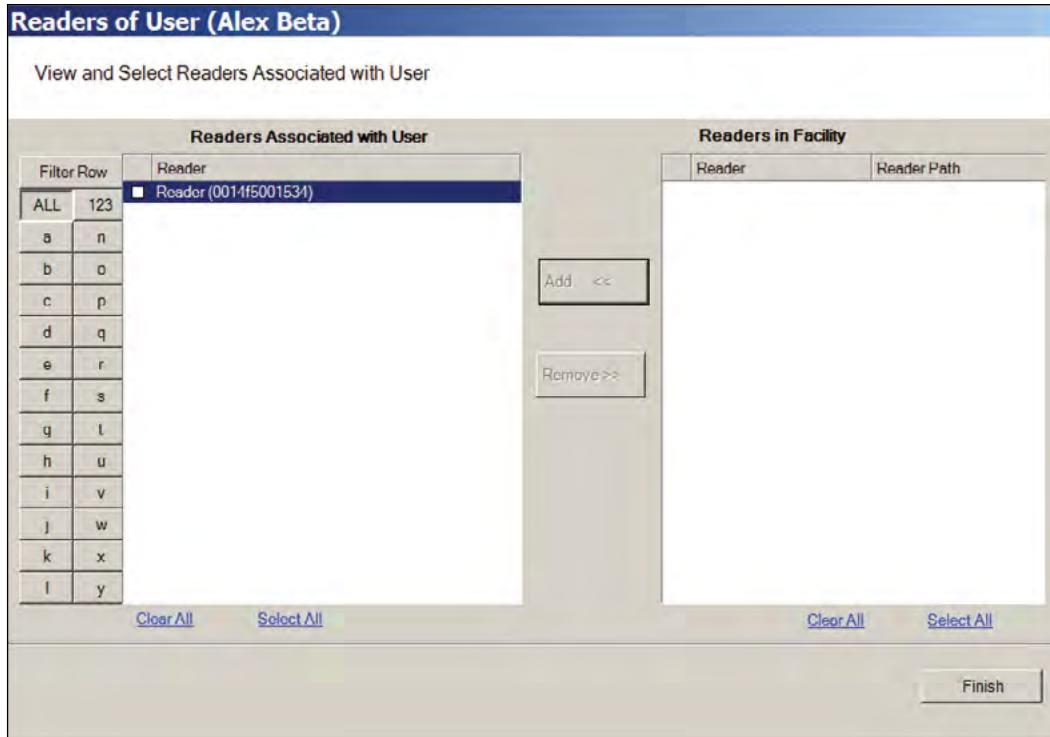 Readers of User (Alex Beta)
View and Select Readers Associated with User
Readers Associated with User
Readers in Facility
Filter Row
Reader
Reader
Reader Path
Reader (0014f5001534)
ALL 123
a n
b o
c p
d q
e r
f s
g t
h u
i v
j w
k x
l y
Add <<
Remove >>
Clear All Select All
Clear All Select All
Finish